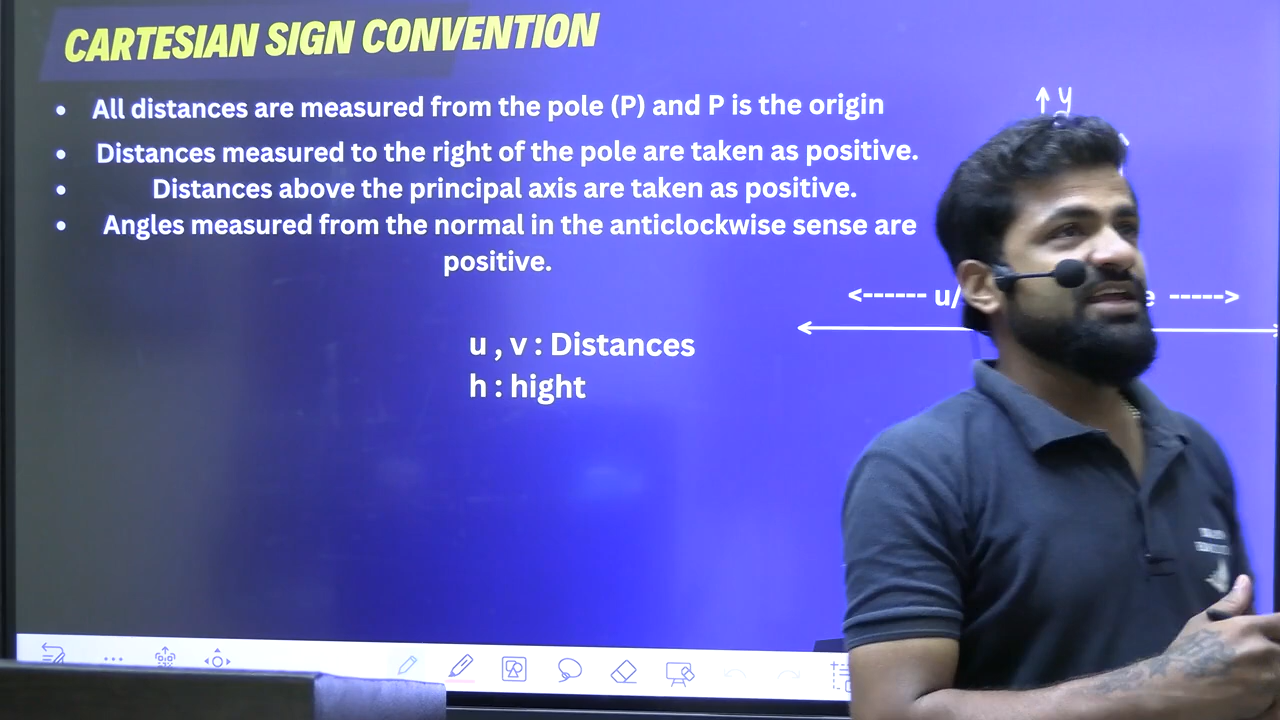 CARTESIAN SIGN CONVENTION
• All distances are measured from the pole (P) and P is the origin
• Distances measured to the right of the pole are taken as positive.
• Distances above the principal axis are taken as positive.
• Angles measured from the normal in the anticlockwise sense are
positive.
y
<------ u/ e ----->
u , v : Distances
h : hight